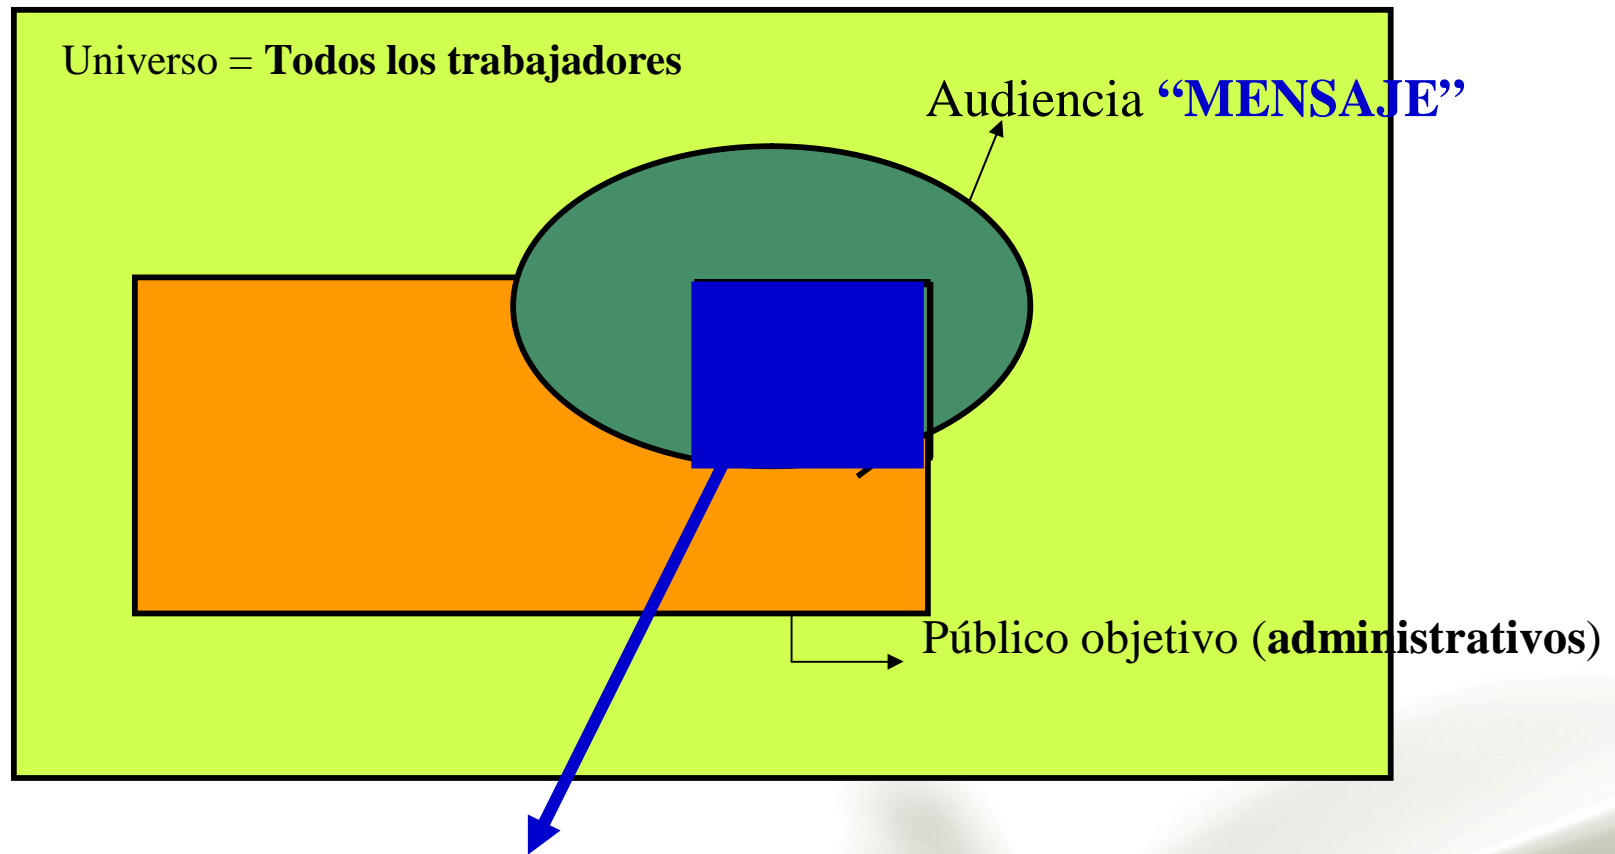 Universo = Todos los trabajadores
Audiencia “MENSAJE”
Público objetivo (administrativos)